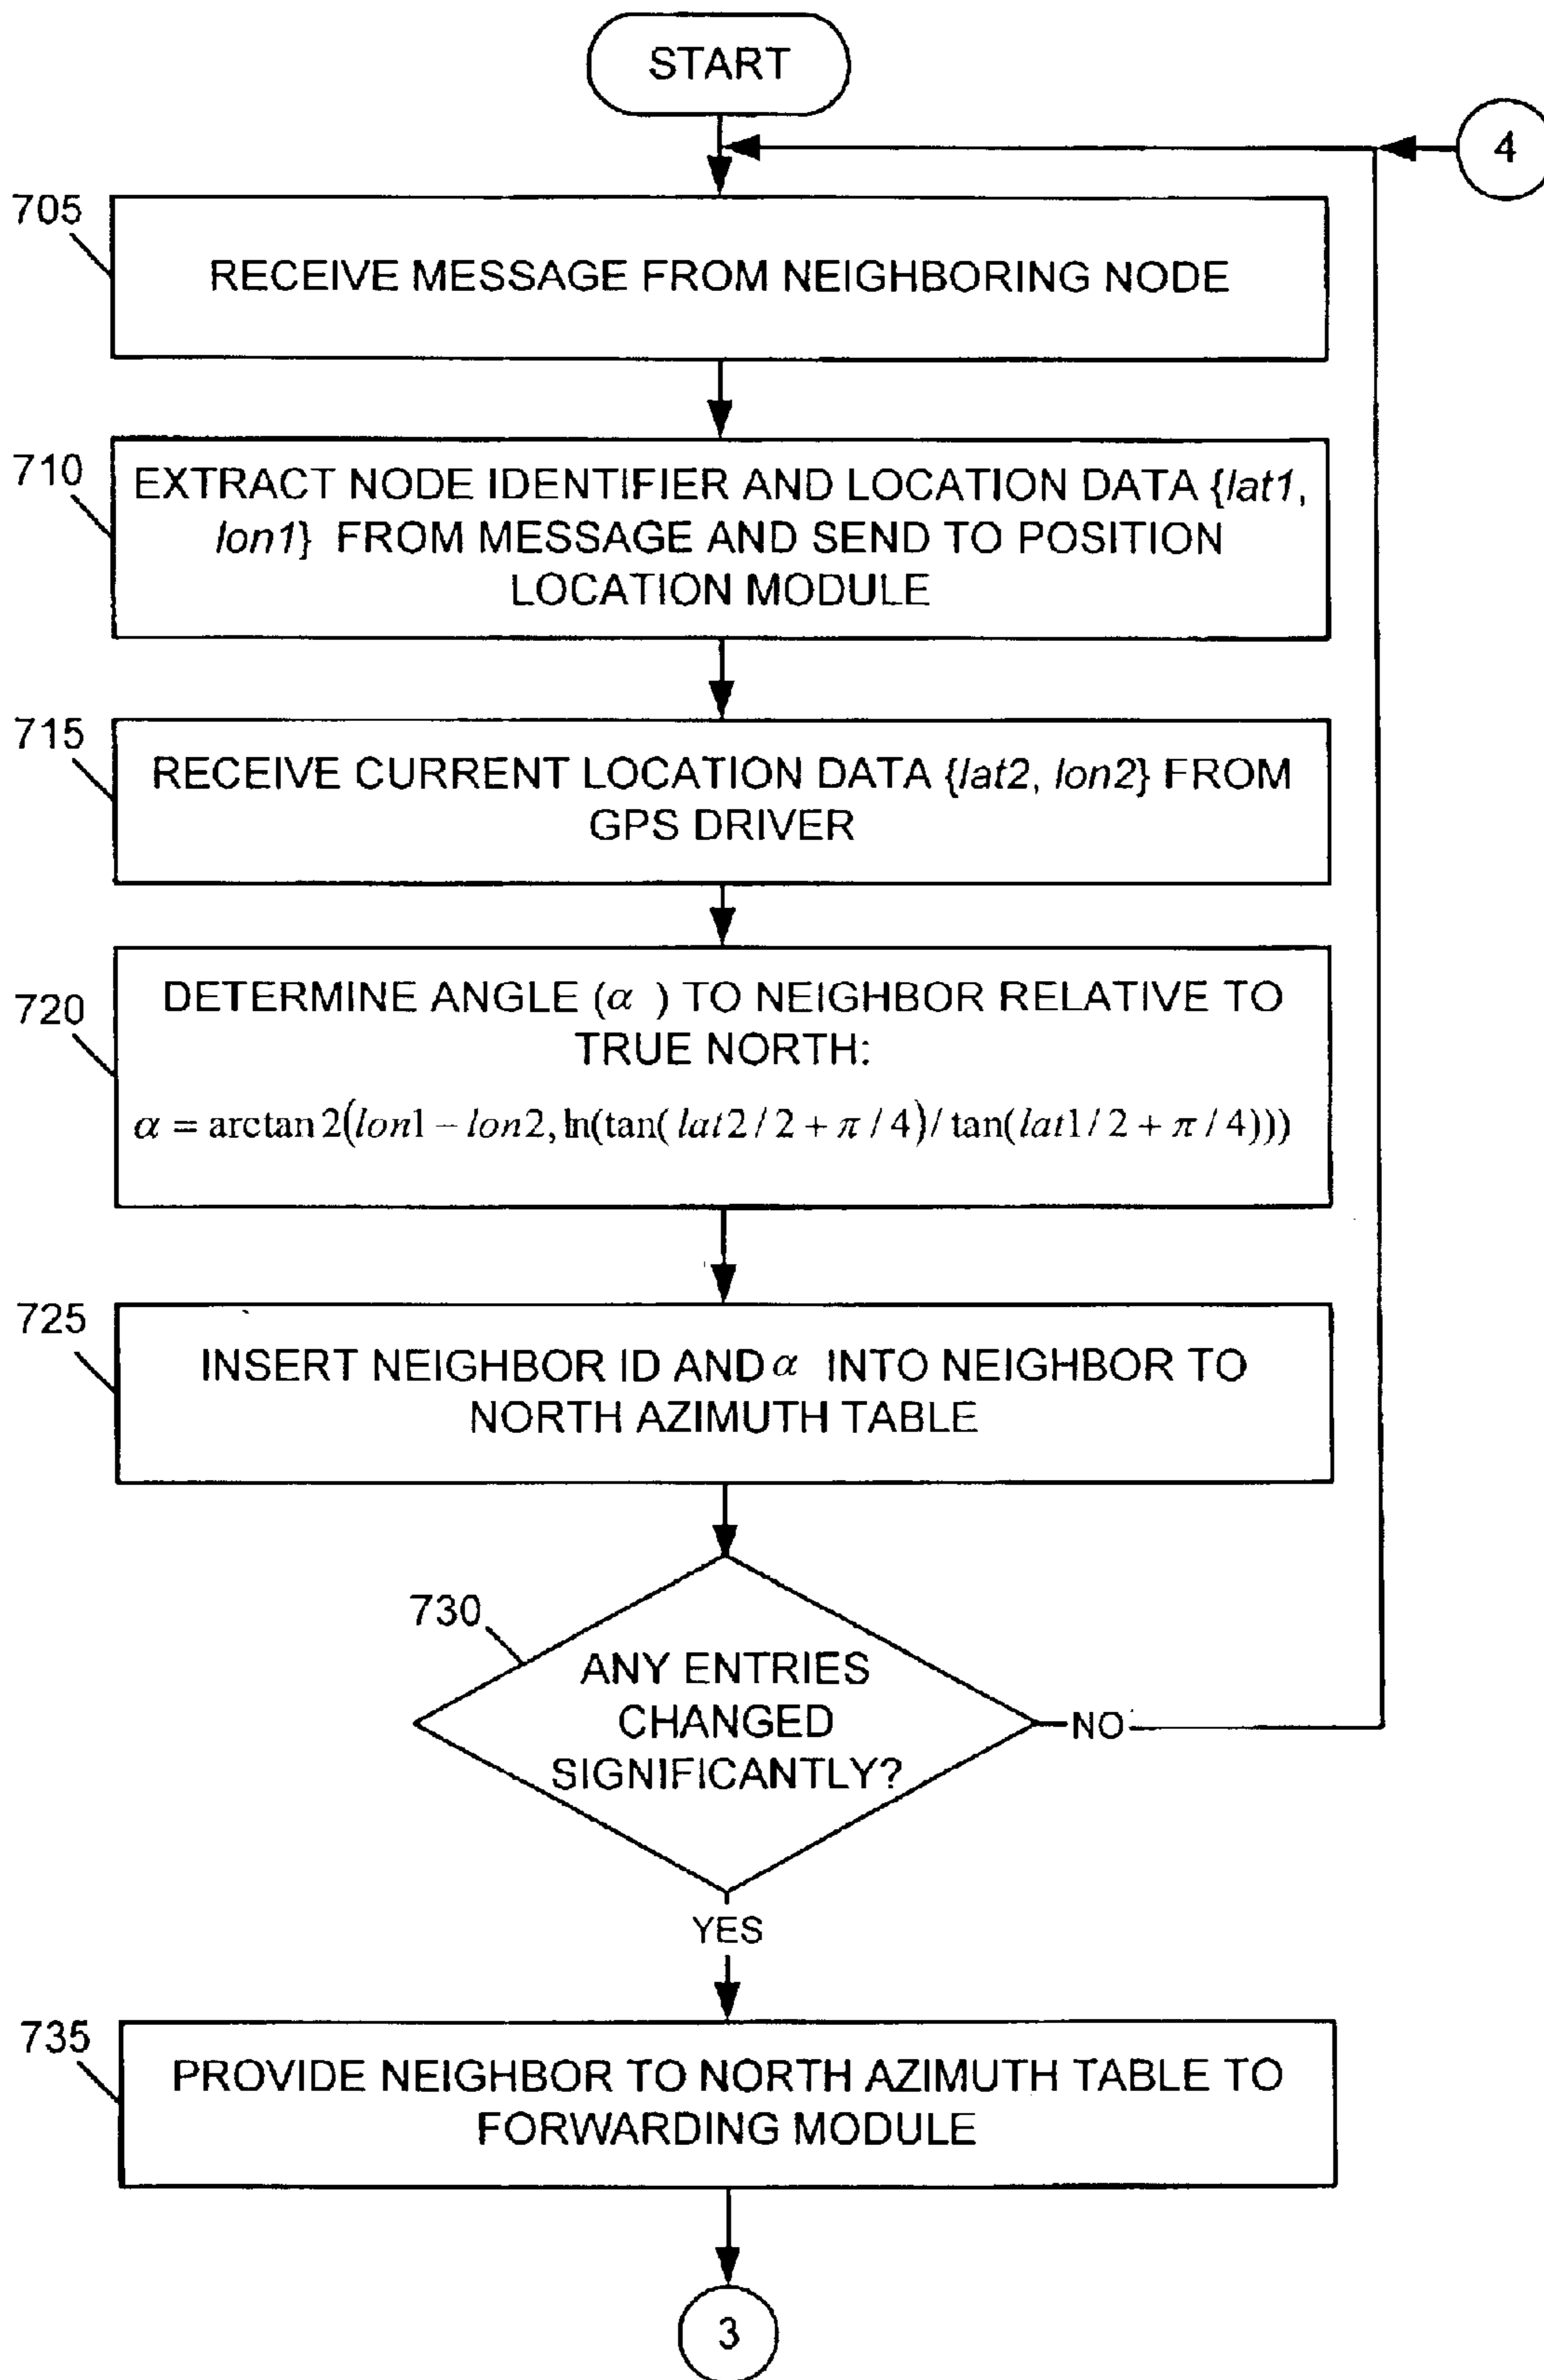 START
4
705
RECEIVE MESSAGE FROM NEIGHBORING NODE
710
EXTRACT NODE IDENTIFIER AND LOCATION DATA {lat1,
lon1} FROM MESSAGE AND SEND TO POSITION
LOCATION MODULE
715
RECEIVE CURRENT LOCATION DATA {lat2, lon2} FROM
GPS DRIVER
720
DETERMINE ANGLE (α ) TO NEIGHBOR RELATIVE TO
TRUE NORTH:
α = arctan 2(lon1 − lon2, ln(tan( lat2 / 2 + π / 4)/ tan(lat1 / 2 + π / 4)))
725
INSERT NEIGHBOR ID AND α INTO NEIGHBOR TO
NORTH AZIMUTH TABLE
730
ANY ENTRIES
CHANGED
SIGNIFICANTLY?
NO
YES
735
PROVIDE NEIGHBOR TO NORTH AZIMUTH TABLE TO
FORWARDING MODULE
3